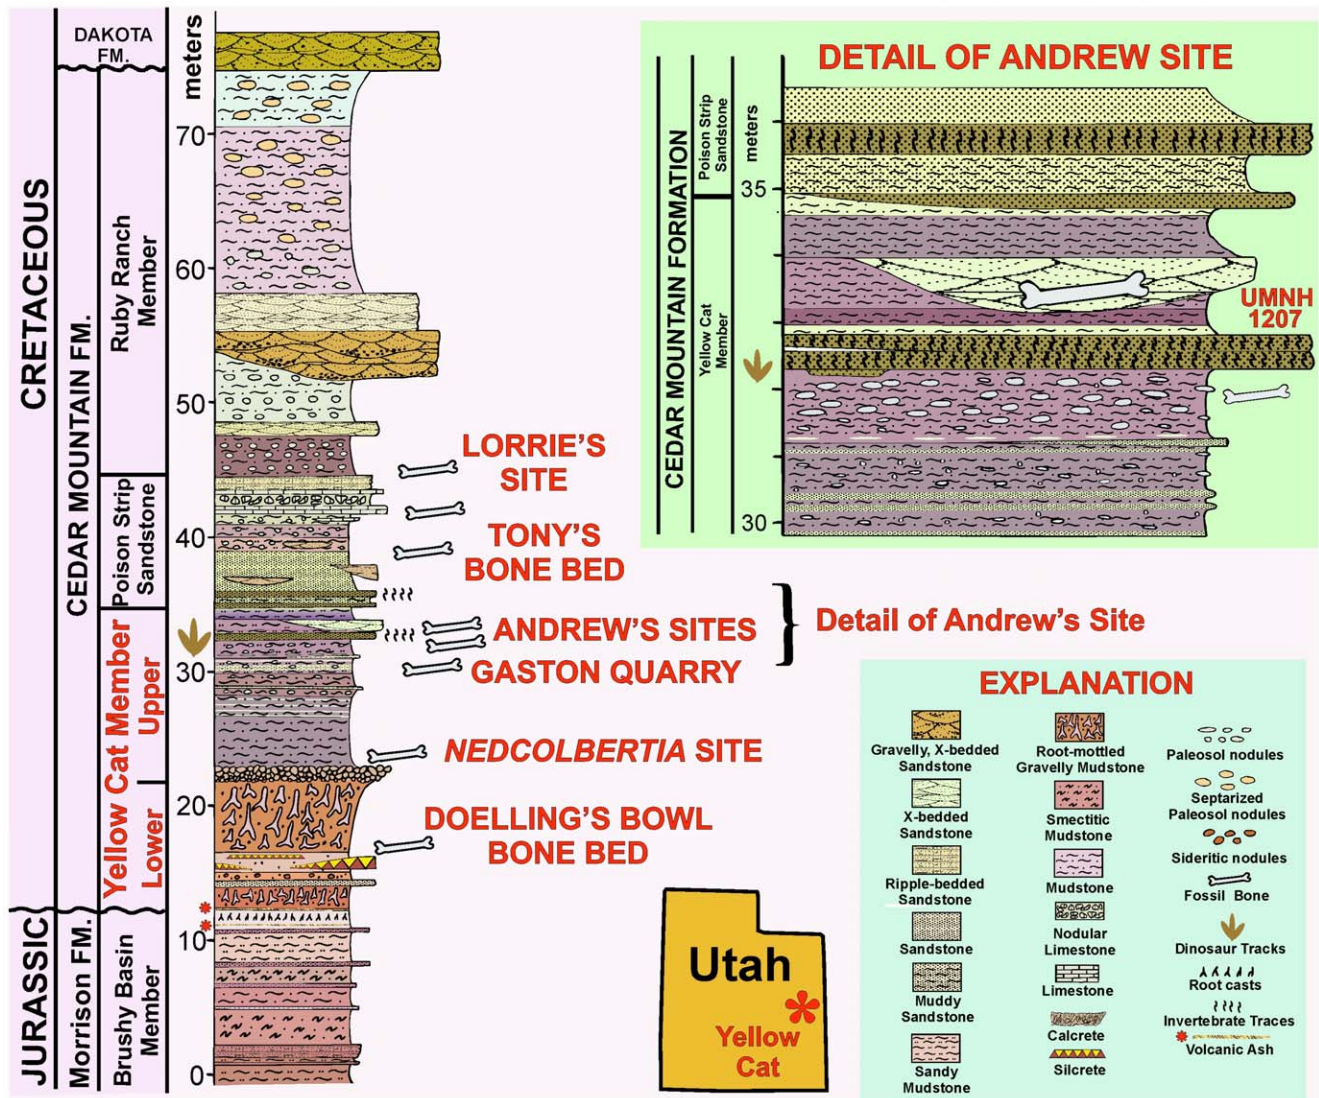 CRETACEOUS
JURASSIC
DAKOTA
FM.
CEDAR MOUNTAIN FM.
Morrison FM.
Ruby Ranch
Member
Poison Strip
Sandstone
Yellow Cat Member
Upper
Lower
Brushy Basin
Member
meters
70
60
50
40
30
20
10
0
LORRIE'S
SITE
TONY'S
BONE BED
ANDREW'S SITES
GASTON QUARRY
NEDCOLBERTIA SITE
DOELLING'S BOWL
BONE BED
Detail of Andrew's Site
DETAIL OF ANDREW SITE
CEDAR MOUNTAIN FORMATION
Poison Strip
Sandstone
Yellow Cat
Member
meters
35
30
UMNH
1207
Utah
Yellow
Cat
EXPLANATION
Gravelly, X-bedded
Sandstone
X-bedded
Sandstone
Ripple-bedded
Sandstone
Sandstone
Muddy
Sandstone
Sandy
Mudstone
Root-mottled
Gravelly Mudstone
Smectitic
Mudstone
Mudstone
Nodular
Limestone
Limestone
Calcrete
Silcrete
Paleosol nodules
Septarized
Paleosol nodules
Sideritic nodules
Fossil Bone
Dinosaur Tracks
Root casts
Invertebrate Traces
Volcanic Ash